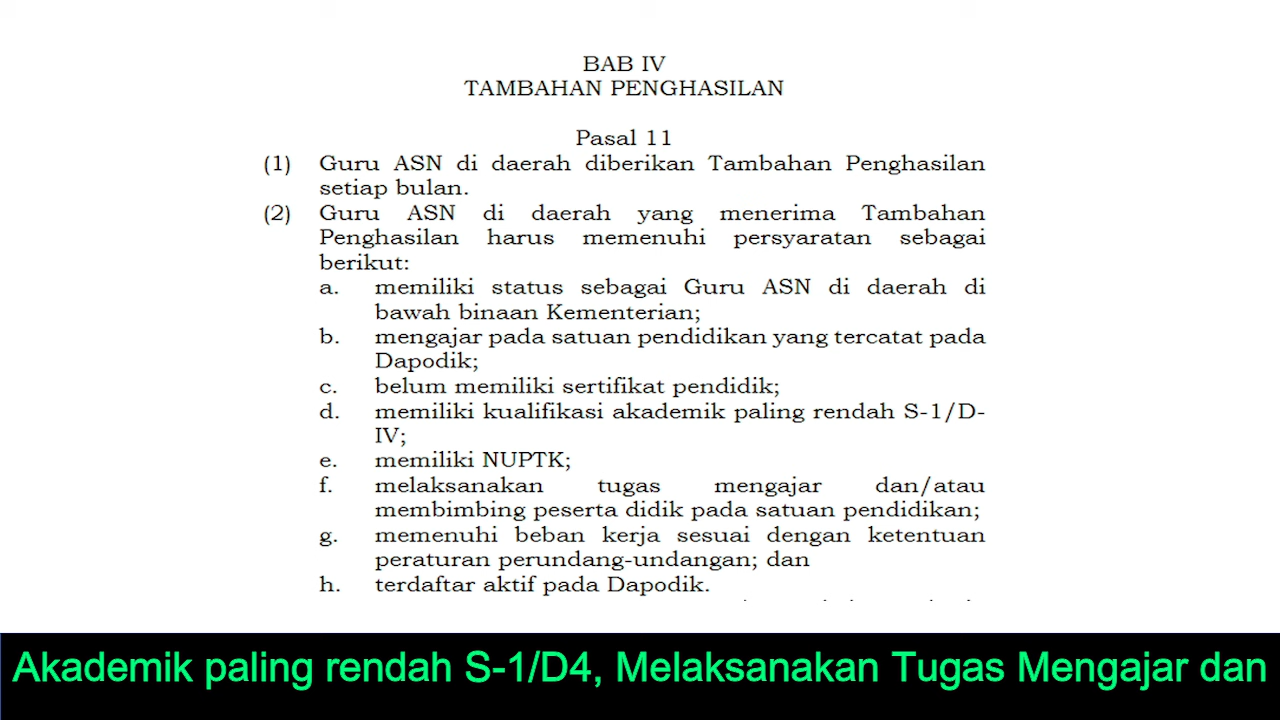 BAB IV
TAMBAHAN PENGHASILAN
Pasal 11
(1) Guru ASN di daerah diberikan Tambahan Penghasilan
setiap bulan.
(2) Guru ASN di daerah yang menerima Tambahan
Penghasilan harus memenuhi persyaratan sebagai
berikut:
a. memiliki status sebagai Guru ASN di daerah di
bawah binaan Kementerian;
b. mengajar pada satuan pendidikan yang tercatat pada
Dapodik;
c. belum memiliki sertifikat pendidik;
d. memiliki kualifikasi akademik paling rendah S-1/D-
IV;
e. memiliki NUPTK;
f. melaksanakan tugas mengajar dan/atau
membimbing peserta didik pada satuan pendidikan;
g. memenuhi beban kerja sesuai dengan ketentuan
peraturan perundang-undangan; dan
h. terdaftar aktif pada Dapodik.
Akademik paling rendah S-1/D4, Melaksanakan Tugas Mengajar dan